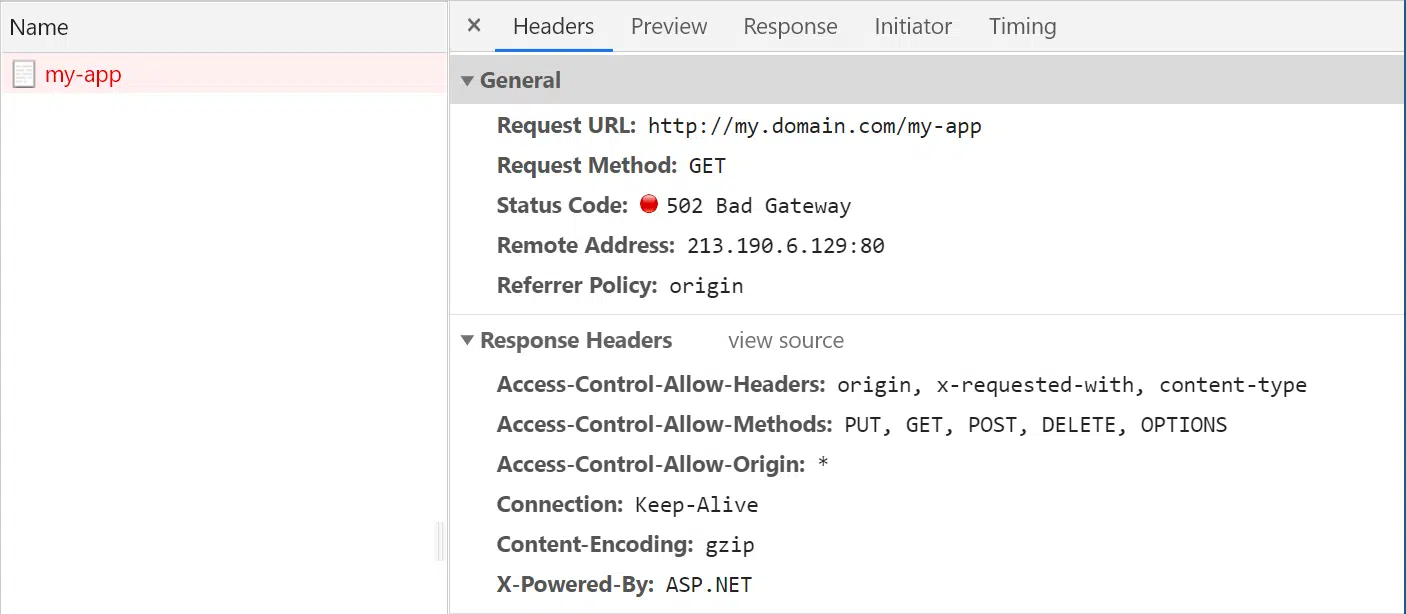 Name
my-app
× Headers Preview Response Initiator Timing
General
Request URL: http://my.domain.com/my-app
Request Method: GET
Status Code: 502 Bad Gateway
Remote Address: 213.190.6.129:80
Referrer Policy: origin
Response Headers view source
Access-Control-Allow-Headers: origin, x-requested-with, content-type
Access-Control-Allow-Methods: PUT, GET, POST, DELETE, OPTIONS
Access-Control-Allow-Origin: *
Connection: Keep-Alive
Content-Encoding: gzip
X-Powered-By: ASP.NET